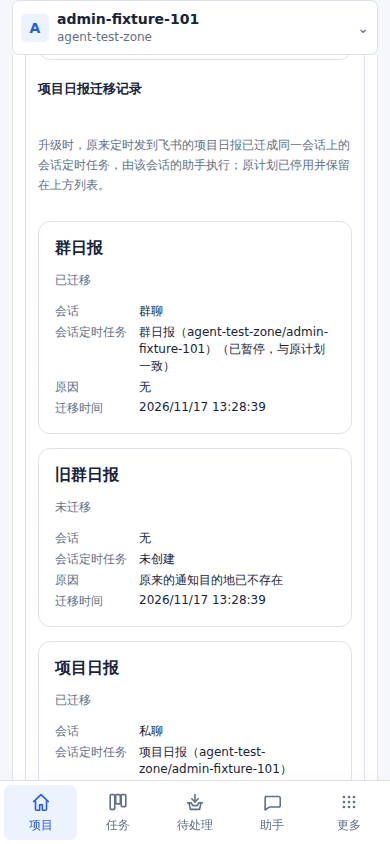 A
admin-fixture-101
agent-test-zone
项目日报迁移记录
升级时，原来定时发到飞书的项目日报已迁成同一会话上的
会话定时任务，由该会话的助手执行；原计划已停用并保留
在上方列表。
群日报
已迁移
会话 群聊
会话定时任务 群日报（agent-test-zone/admin-
fixture-101）（已暂停，与原计划
一致）
原因 无
迁移时间 2026/11/17 13:28:39
旧群日报
未迁移
会话 无
会话定时任务 未创建
原因 原来的通知目的地已不存在
迁移时间 2026/11/17 13:28:39
项目日报
已迁移
会话 私聊
会话定时任务 项目日报（agent-test-
zone/admin-fixture-101）
项目 任务 待处理 助手 更多